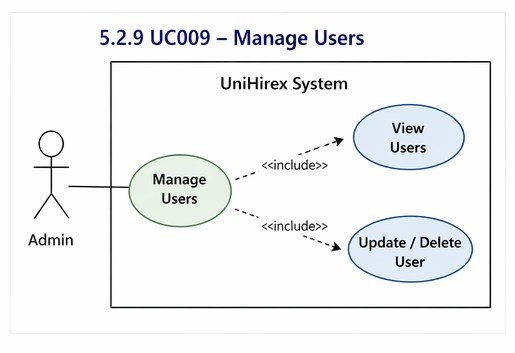 5.2.9 UC009 – Manage Users
UniHirex System
View
Users
<<include>>
Manage
Users
<<include>>
Update / Delete
User
Admin